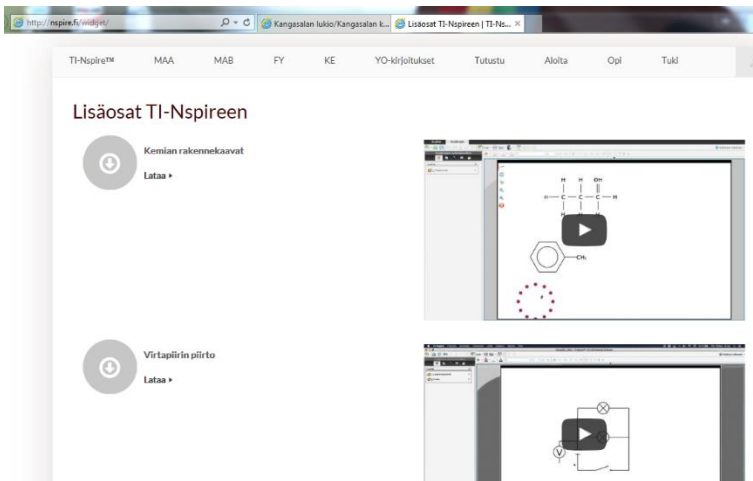 http://nspire.fi/widget/
Kangasalan lukio/Kangasalan k...
Lisäosat TI-Nspireen | TI-Ns...
TI-Nspire™ MAA MAB FY KE YO-kirjoitukset Tutustu Aloita Opi Tuki
Lisäosat TI-Nspireen
Kemian rakennekaavat
Lataa
H H OH
H C C C H
H H
CH₃
Virtapiirin piirto
Lataa
V